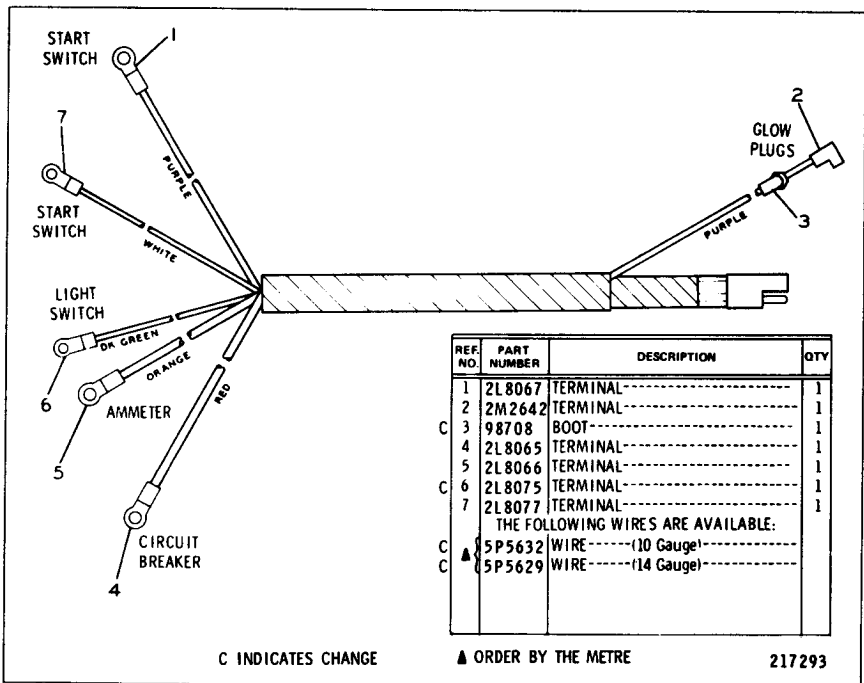 START
SWITCH
1
7
START
SWITCH
PURPLE
WHITE
LIGHT
SWITCH
DK GREEN
ORANGE
RED
6
5
AMMETER
4
CIRCUIT
BREAKER
2
GLOW
PLUGS
3
PURPLE
REF. NO. PART NUMBER DESCRIPTION QTY
1 2L8067 TERMINAL 1
2 2M2642 TERMINAL 1
C 3 98708 BOOT 1
4 2L8065 TERMINAL 1
5 2L8066 TERMINAL 1
C 6 2L8075 TERMINAL 1
7 2L8077 TERMINAL 1
THE FOLLOWING WIRES ARE AVAILABLE:
C ▲ { 5P5632 WIRE (10 Gauge)
C 5P5629 WIRE (14 Gauge)
C INDICATES CHANGE
▲ ORDER BY THE METRE
217293